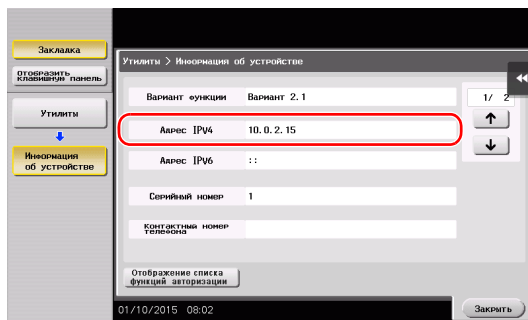 Закладка
Отобразить
клавишную панель
Утилиты
Информация
об устройстве
Утилиты > Информация об устройстве
Вариант функции Вариант 2.1
1/ 2
Адрес IPv4 10.0.2.15
Адрес IPv6 ::
Серийный номер 1
Контактный номер
телефона
Отображение списка
функций авторизации
01/10/2015 08:02
Закрыть